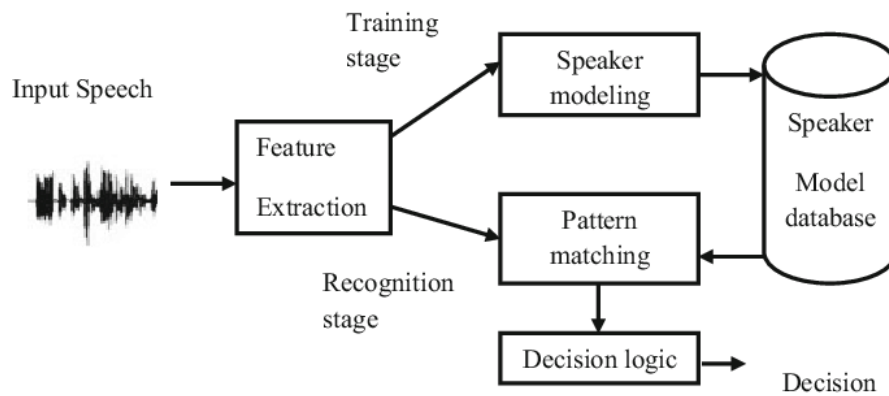 Training
stage
Input Speech
Feature
Extraction
Speaker
modeling
Speaker
Model
database
Pattern
matching
Recognition
stage
Decision logic
Decision